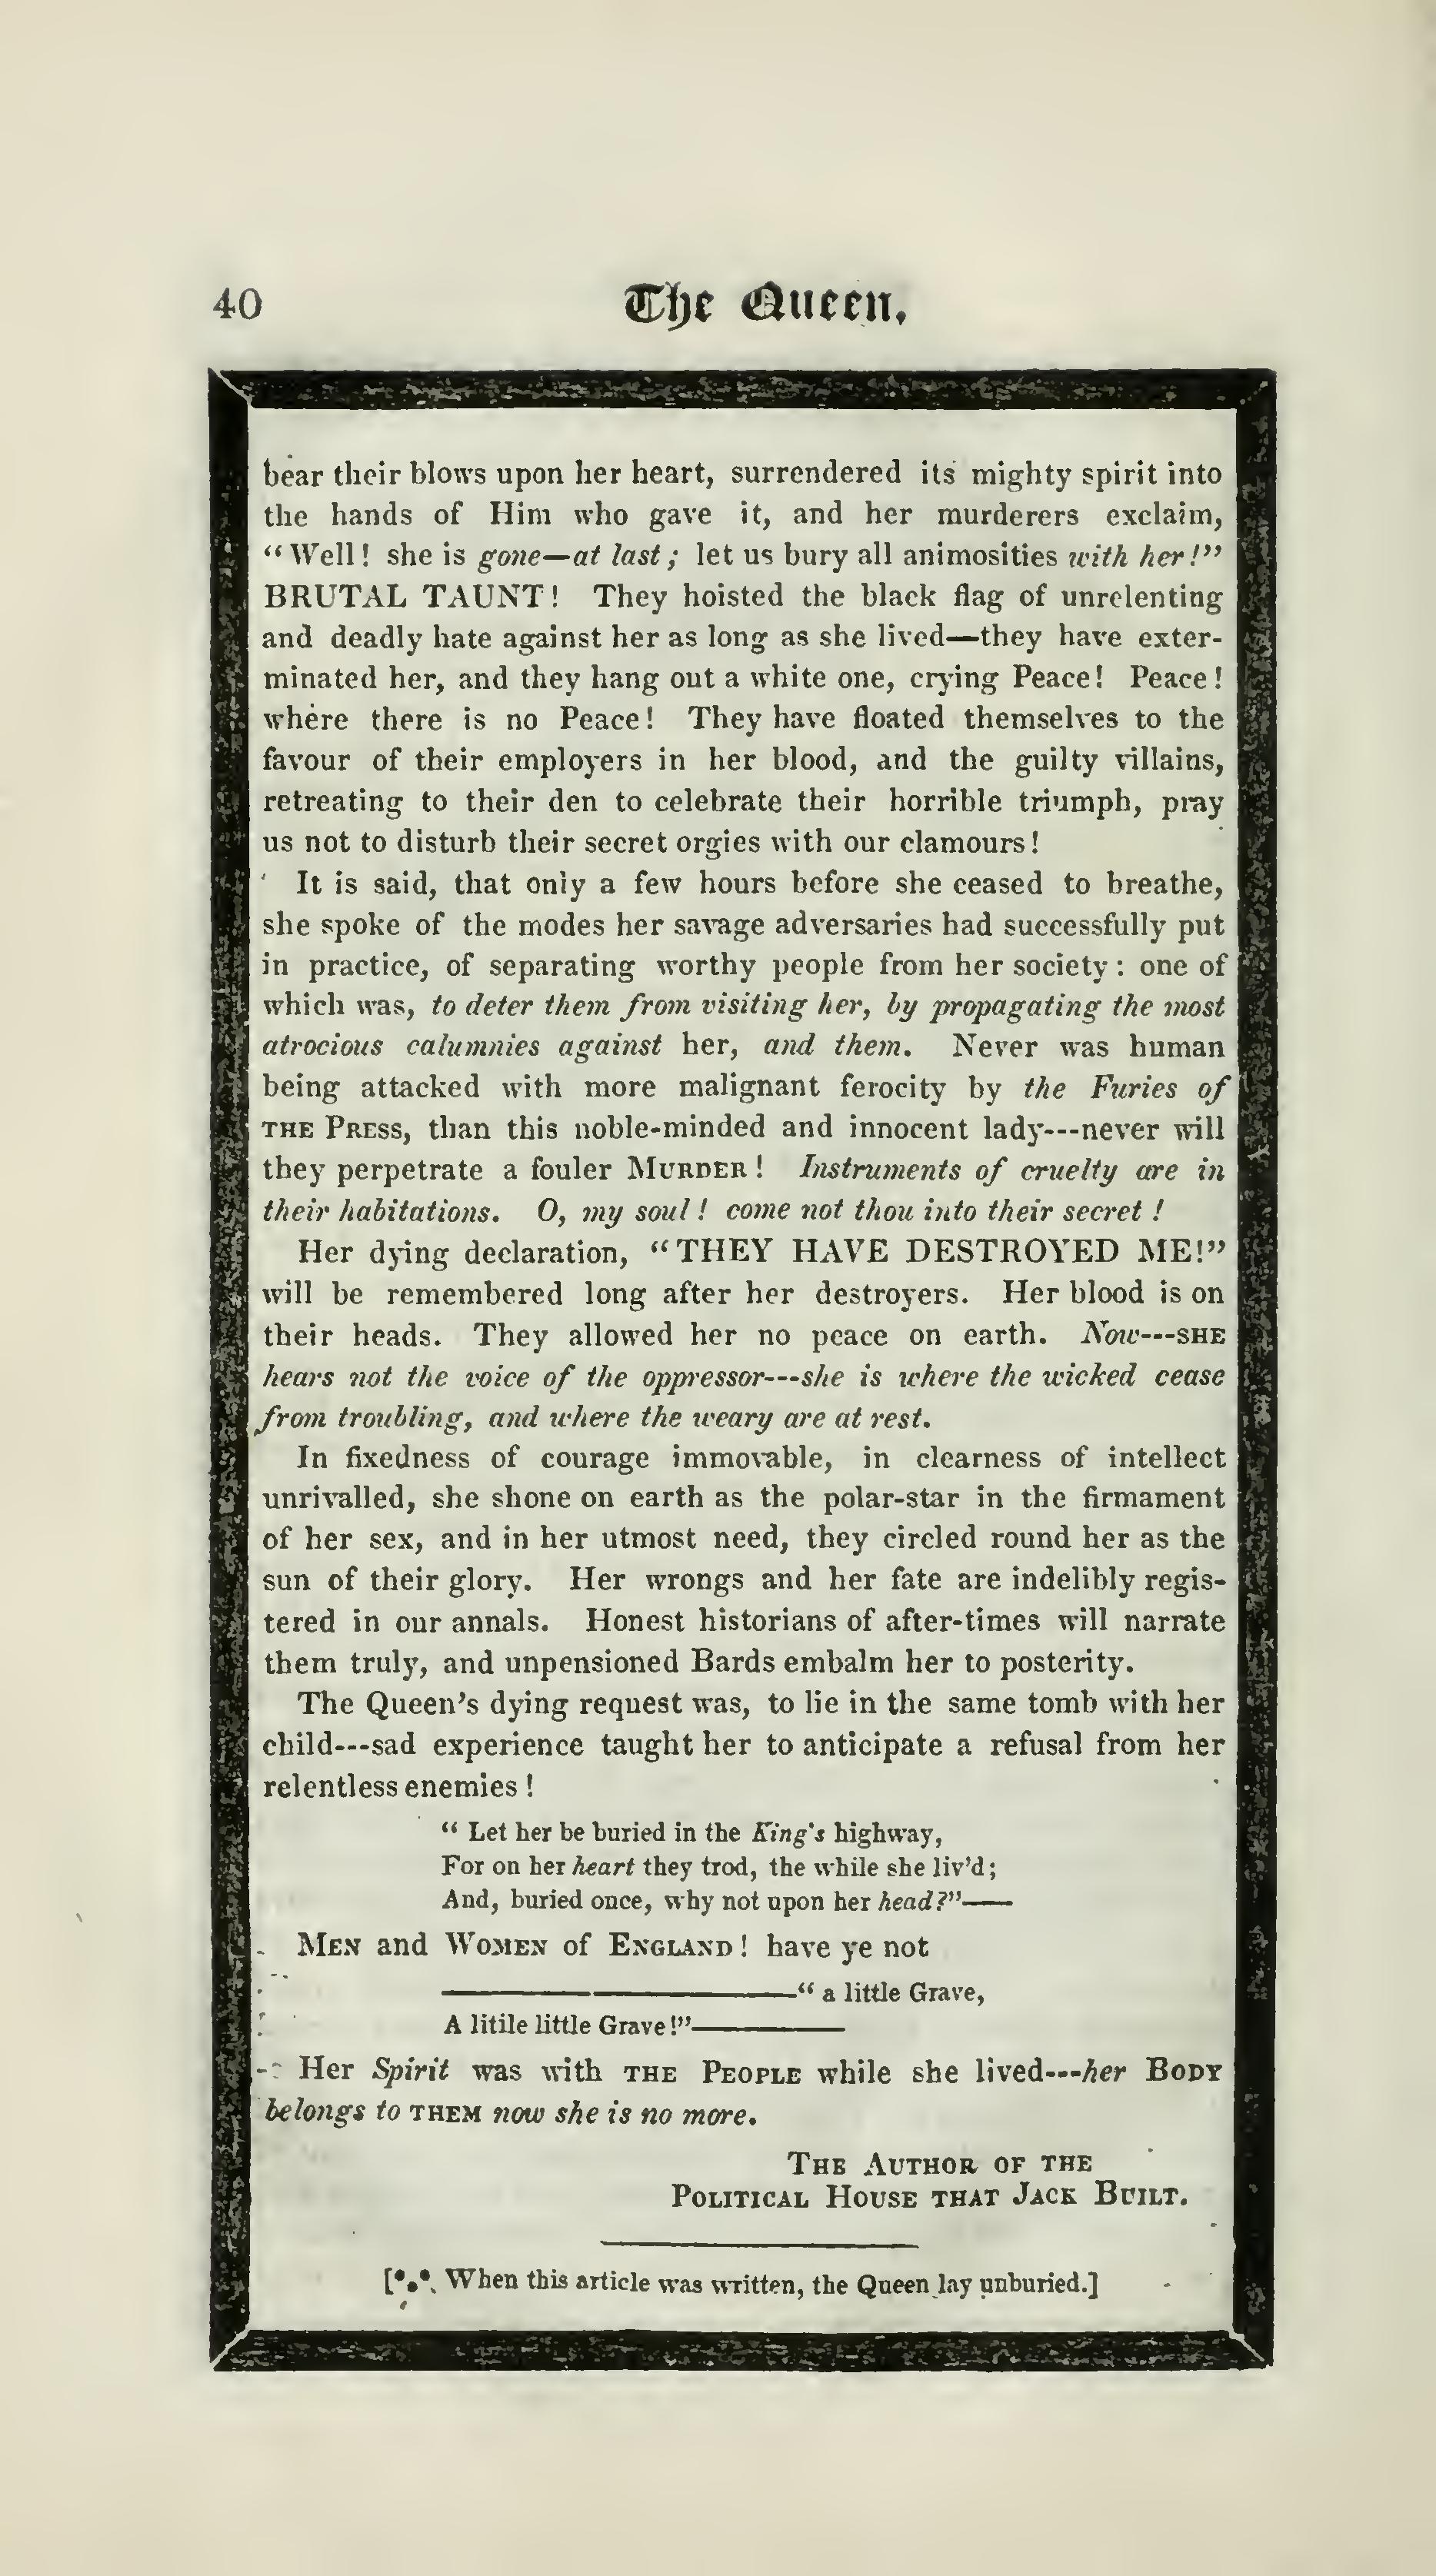 40 The Queen.
bear their blows upon her heart, surrendered its mighty spirit into
the hands of Him who gave it, and her murderers exclaim,
“Well! she is gone—at last; let us bury all animosities with her!”
BRUTAL TAUNT! They hoisted the black flag of unrelenting
and deadly hate against her as long as she lived—they have exter-
minated her, and they hang out a white one, crying Peace! Peace!
where there is no Peace! They have floated themselves to the
favour of their employers in her blood, and the guilty villains,
retreating to their den to celebrate their horrible triumph, pray
us not to disturb their secret orgies with our clamours!
It is said, that only a few hours before she ceased to breathe,
she spoke of the modes her savage adversaries had successfully put
in practice, of separating worthy people from her society: one of
which was, to deter them from visiting her, by propagating the most
atrocious calumnies against her, and them. Never was human
being attacked with more malignant ferocity by the Furies of
THE PRESS, than this noble-minded and innocent lady---never will
they perpetrate a fouler MURDER! Instruments of cruelty are in
their habitations. O, my soul! come not thou into their secret!
Her dying declaration, “THEY HAVE DESTROYED ME!”
will be remembered long after her destroyers. Her blood is on
their heads. They allowed her no peace on earth. Now---SHE
hears not the voice of the oppressor---she is where the wicked cease
from troubling, and where the weary are at rest.
In fixedness of courage immovable, in clearness of intellect
unrivalled, she shone on earth as the polar-star in the firmament
of her sex, and in her utmost need, they circled round her as the
sun of their glory. Her wrongs and her fate are indelibly regis-
tered in our annals. Honest historians of after-times will narrate
them truly, and unpensioned Bards embalm her to posterity.
The Queen’s dying request was, to lie in the same tomb with her
child---sad experience taught her to anticipate a refusal from her
relentless enemies!
“Let her be buried in the King's highway,
For on her heart they trod, the while she liv’d;
And, buried once, why not upon her head?”——
MEN and WOMEN of ENGLAND! have ye not
————————“a little Grave,
A litile little Grave!”————
Her Spirit was with THE PEOPLE while she lived---her BODY
belongs to THEM now she is no more.
THE AUTHOR OF THE
POLITICAL HOUSE THAT JACK BUILT.
[*⁎* When this article was written, the Queen lay unburied.]